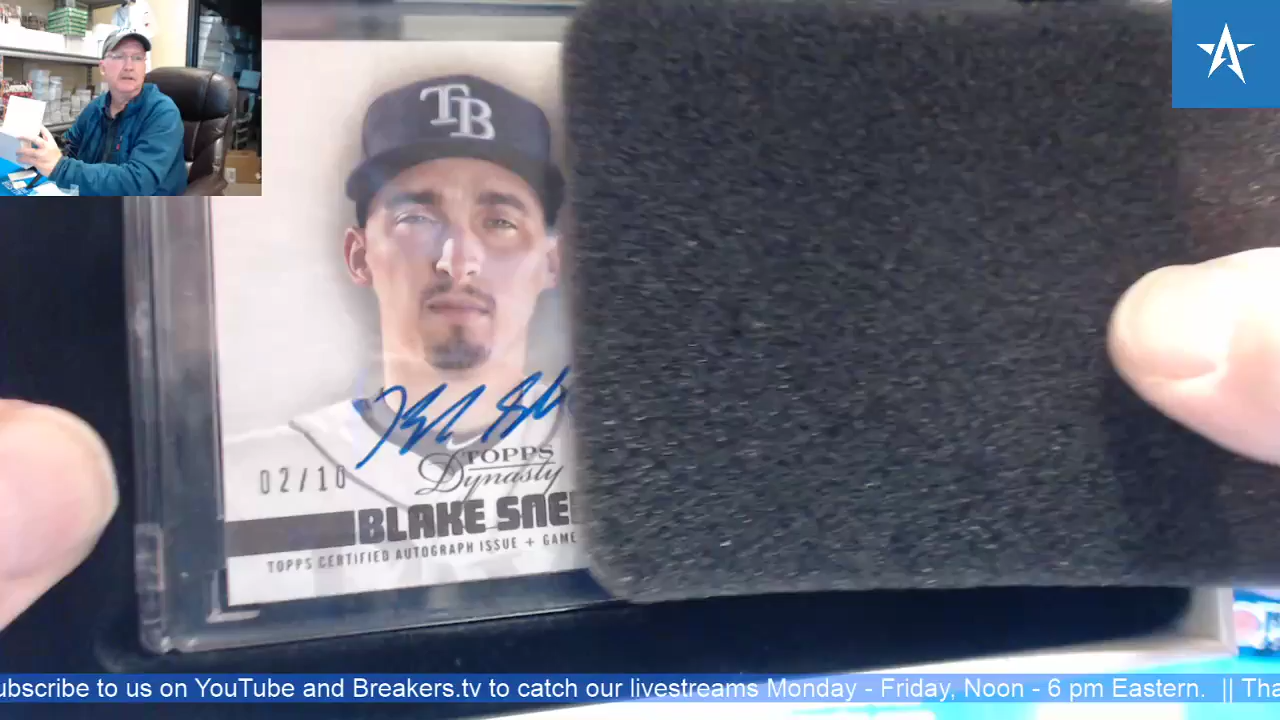 TB
02/10
TOPPS
Dynasty
BLAKE SNE
TOPPS CERTIFIED AUTOGRAPH ISSUE + GAME
ubscribe to us on YouTube and Breakers.tv to catch our livestreams Monday - Friday, Noon - 6 pm Eastern. || Tha